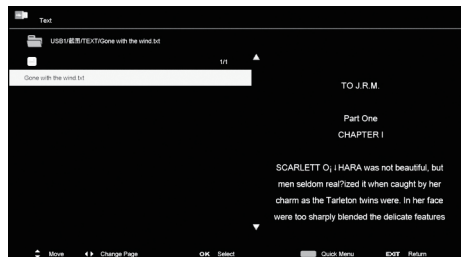 Text
USB1/截图/TEXT/Gone with the wind.txt
1/1
Gone with the wind.txt
TO J.R.M.
Part One
CHAPTER I
SCARLETT O¡ ¡HARA was not beautiful, but
men seldom real?ized it when caught by her
charm as the Tarleton twins were. In her face
were too sharply blended the delicate features
Move Change Page OK Select Quick Menu EXIT Return